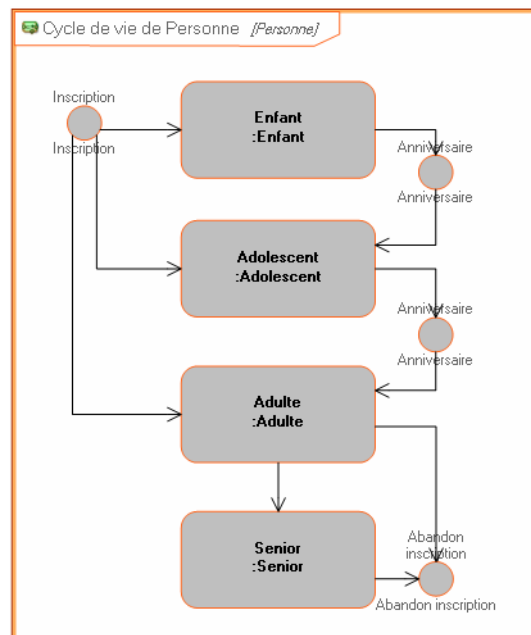 Cycle de vie de Personne [Personne]
Inscription
Inscription
Enfant
:Enfant
Anniversaire
Anniversaire
Adolescent
:Adolescent
Anniversaire
Anniversaire
Adulte
:Adulte
Senior
:Senior
Abandon
inscription
Abandon inscription